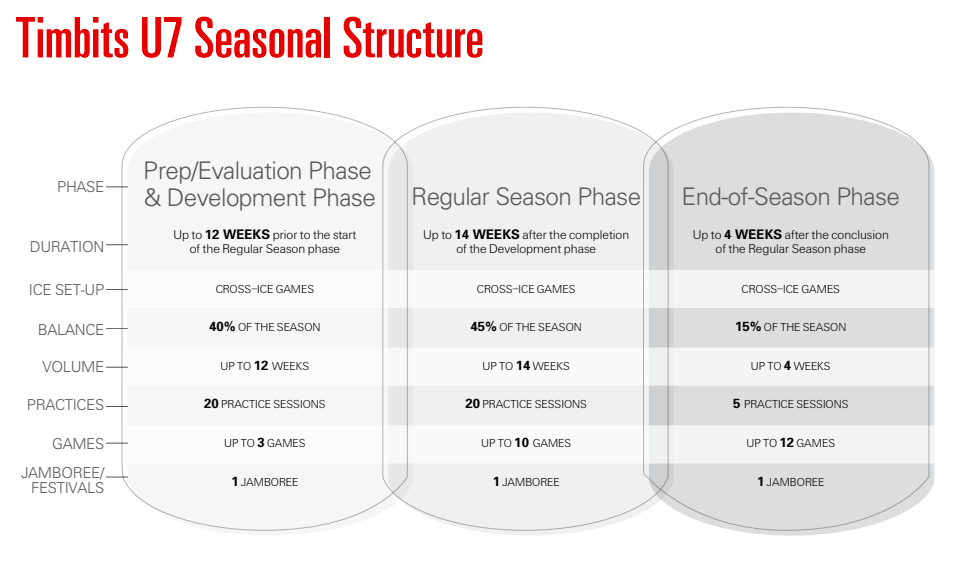 Timbits U7 Seasonal Structure
PHASE
Prep/Evaluation Phase
& Development Phase
Regular Season Phase
End-of-Season Phase
DURATION
Up to 12 WEEKS prior to the start
of the Regular Season phase
Up to 14 WEEKS after the completion
of the Development phase
Up to 4 WEEKS after the conclusion
of the Regular Season phase
ICE SET-UP
CROSS–ICE GAMES
CROSS–ICE GAMES
CROSS–ICE GAMES
BALANCE
40% OF THE SEASON
45% OF THE SEASON
15% OF THE SEASON
VOLUME
UP TO 12 WEEKS
UP TO 14 WEEKS
UP TO 4 WEEKS
PRACTICES
20 PRACTICE SESSIONS
20 PRACTICE SESSIONS
5 PRACTICE SESSIONS
GAMES
UP TO 3 GAMES
UP TO 10 GAMES
UP TO 12 GAMES
JAMBOREE/
FESTIVALS
1 JAMBOREE
1 JAMBOREE
1 JAMBOREE